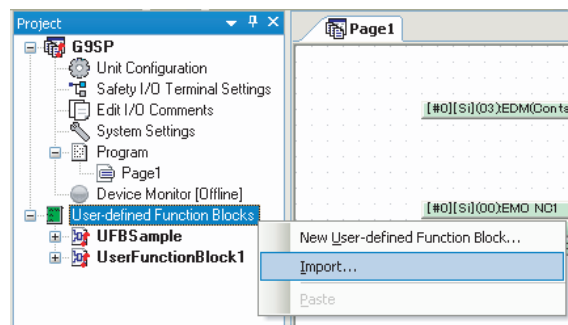 Project
Page1
G9SP
Unit Configuration
Safety I/O Terminal Settings
Edit I/O Comments
System Settings
Program
Page1
Device Monitor [Offline]
User-defined Function Blocks
UFBSample
UserFunctionBlock1
[#0][Si](03):EDM(Conta
[#0][Si](00):EMO NC1
New User-defined Function Block...
Import...
Paste